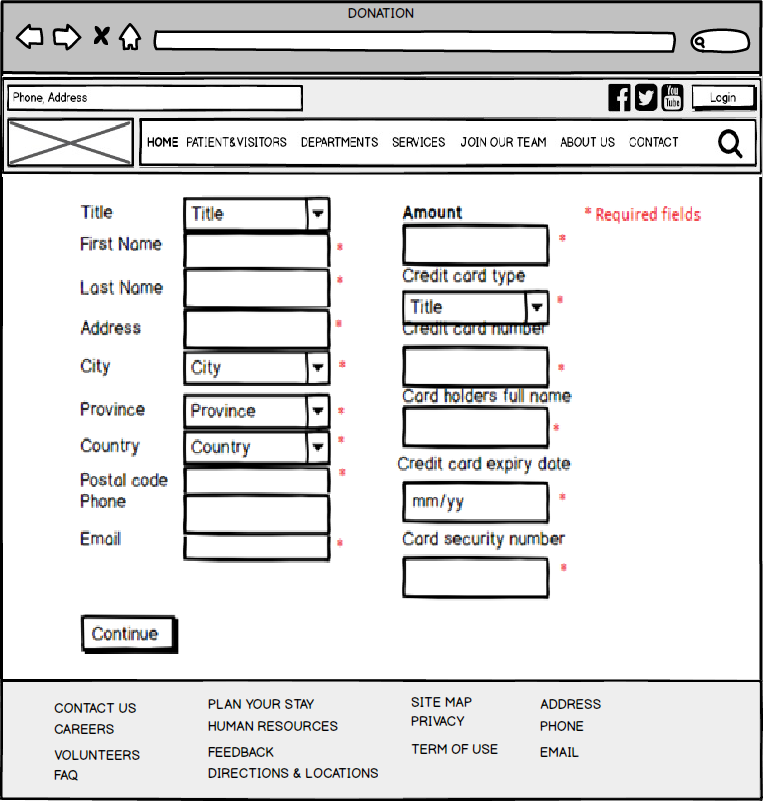 DONATION
Phone, Address
You
Tube
Login
HOME PATIENT&VISITORS DEPARTMENTS SERVICES JOIN OUR TEAM ABOUT US CONTACT
Title
Title
First Name
*
Last Name
*
Address
*
City
City
*
Province
Province
*
Country
Country
*
Postal code
*
Phone
Email
*
Amount
* Required fields
*
Credit card type
Title
*
Credit card number
*
Card holders full name
*
Credit card expiry date
mm/yy
*
Card security number
*
Continue
CONTACT US
CAREERS
VOLUNTEERS
FAQ
PLAN YOUR STAY
HUMAN RESOURCES
FEEDBACK
DIRECTIONS & LOCATIONS
SITE MAP
PRIVACY
TERM OF USE
ADDRESS
PHONE
EMAIL